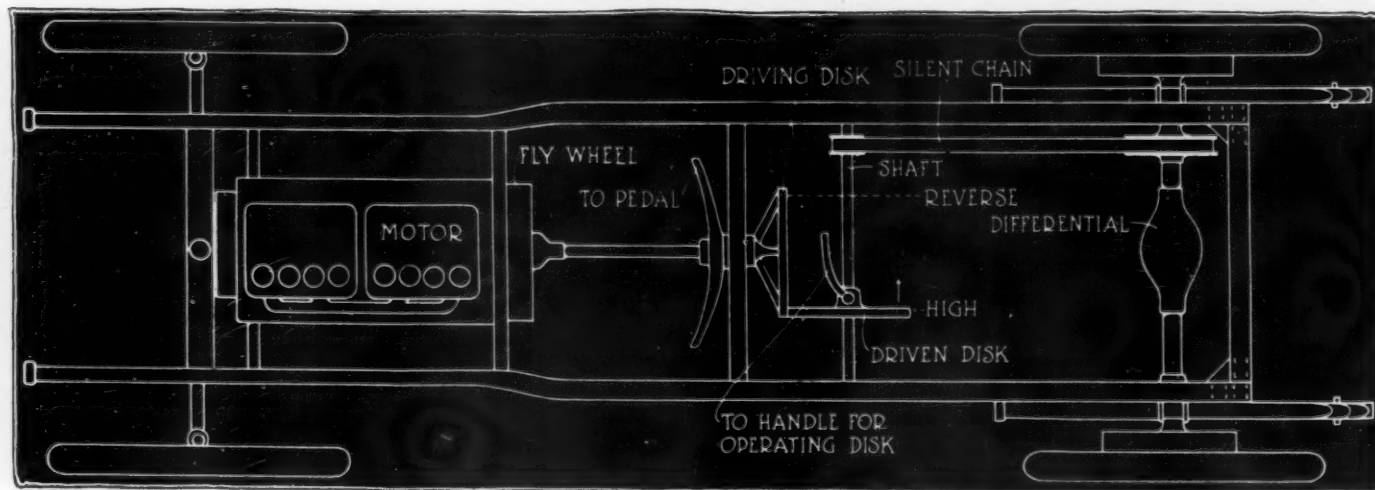 DRIVING DISK
SILENT CHAIN
FLY WHEEL
TO PEDAL
SHAFT
REVERSE
DIFFERENTIAL
MOTOR
HIGH
DRIVEN DISK
TO HANDLE FOR
OPERATING DISK